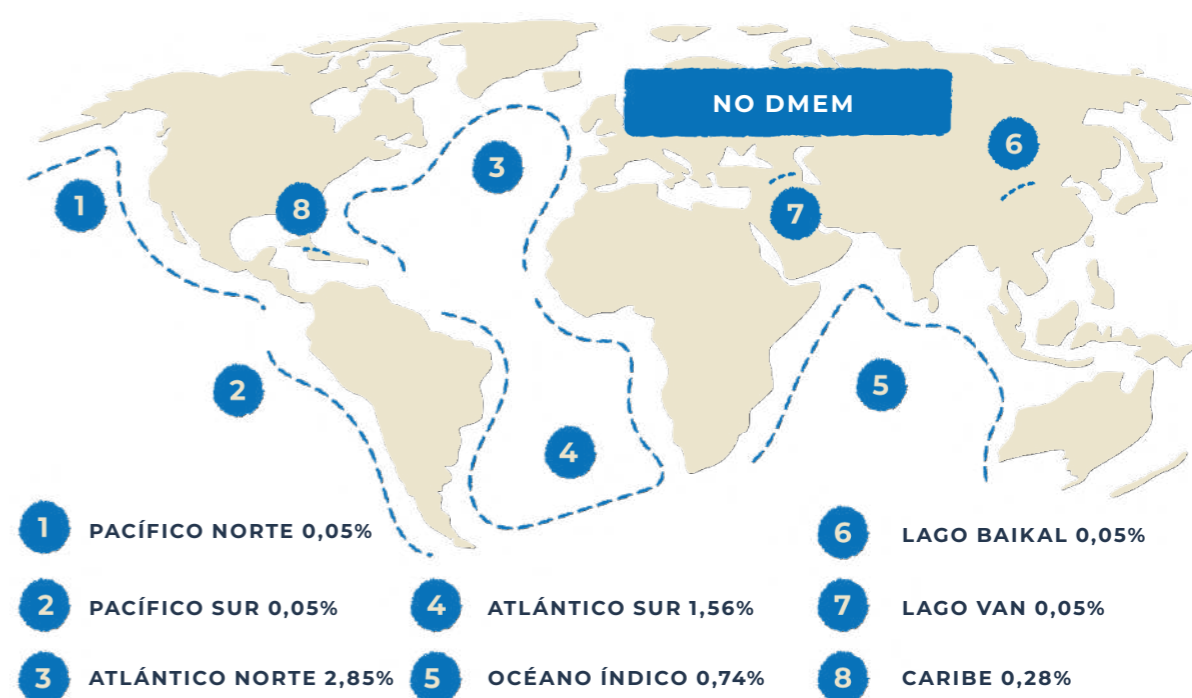 NO DMEM
6
3
1
8
7
5
2
4
1 PACÍFICO NORTE 0,05%
2 PACÍFICO SUR 0,05%
3 ATLÁNTICO NORTE 2,85%
4 ATLÁNTICO SUR 1,56%
5 OCÉANO ÍNDICO 0,74%
6 LAGO BAIKAL 0,05%
7 LAGO VAN 0,05%
8 CARIBE 0,28%